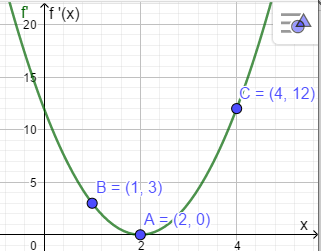 f' f '(x)
20
15
C = (4, 12)
10
5
B = (1, 3)
A = (2, 0)
x
0 2 4